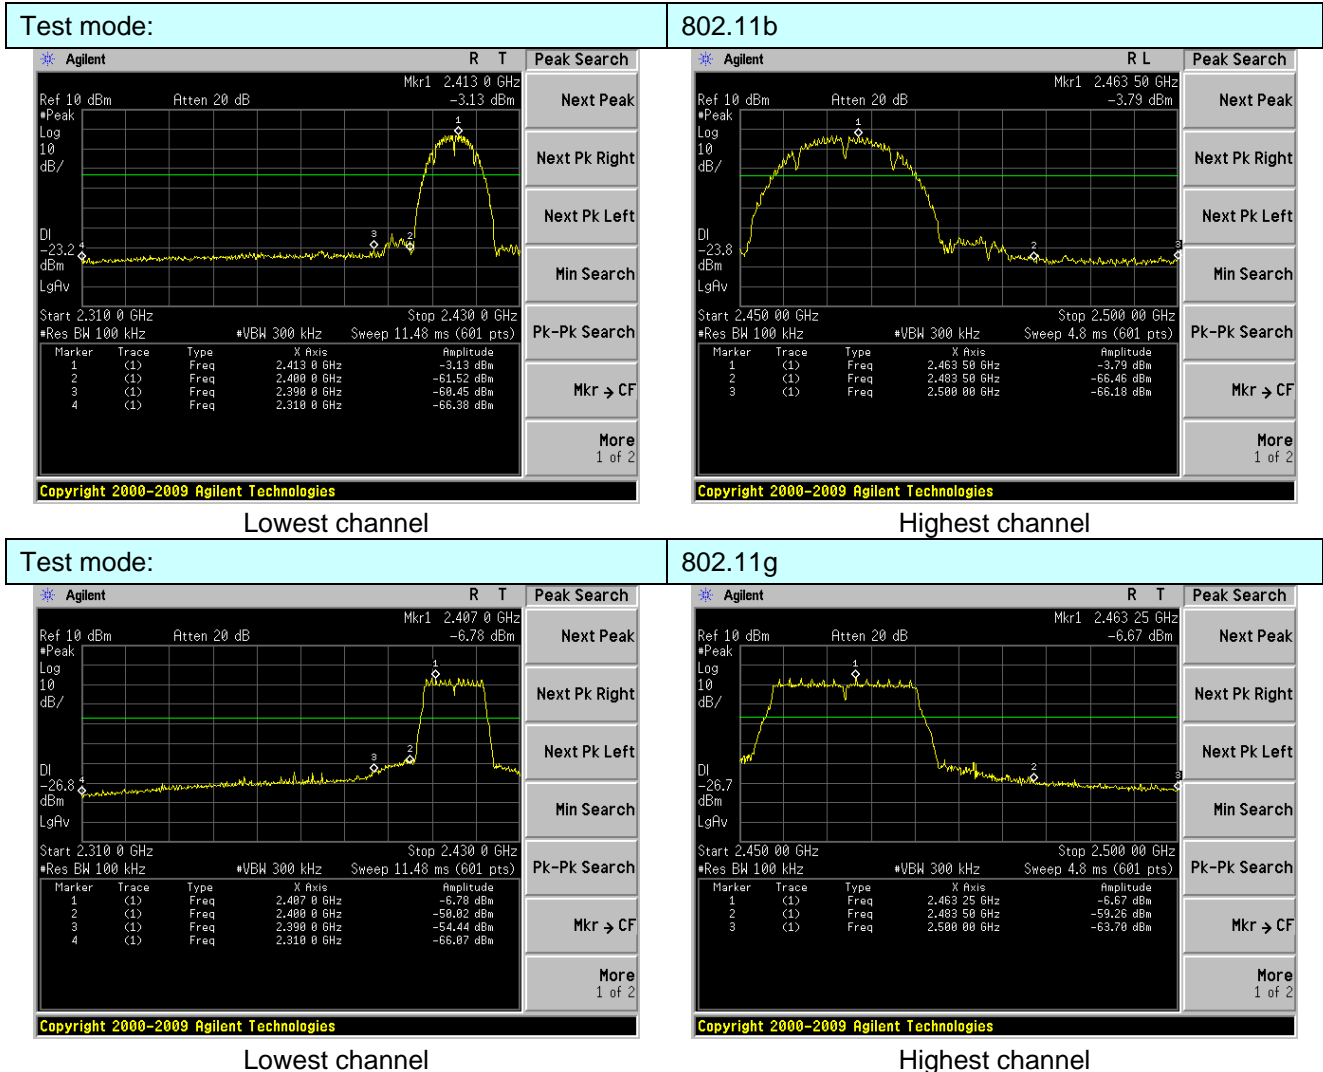 Test mode:
802.11b
Agilent R T Peak Search
Mkr1 2.413 0 GHz
Ref 10 dBm Atten 20 dB -3.13 dBm
#Peak
Log
10
dB/
DI
-23.2
dBm
LgAv
1
2
3
4
Start 2.310 0 GHz Stop 2.430 0 GHz
#Res BW 100 kHz #VBW 300 kHz Sweep 11.48 ms (601 pts)
Marker Trace Type X Axis Amplitude
1 (1) Freq 2.413 0 GHz -3.13 dBm
2 (1) Freq 2.400 0 GHz -61.52 dBm
3 (1) Freq 2.390 0 GHz -60.45 dBm
4 (1) Freq 2.310 0 GHz -66.38 dBm
Next Peak
Next Pk Right
Next Pk Left
Min Search
Pk-Pk Search
Mkr → CF
More
1 of 2
Copyright 2000-2009 Agilent Technologies
Lowest channel
Agilent R L Peak Search
Mkr1 2.463 50 GHz
Ref 10 dBm Atten 20 dB -3.79 dBm
#Peak
Log
10
dB/
DI
-23.8
dBm
LgAv
1
2
3
Start 2.450 00 GHz Stop 2.500 00 GHz
#Res BW 100 kHz #VBW 300 kHz Sweep 4.8 ms (601 pts)
Marker Trace Type X Axis Amplitude
1 (1) Freq 2.463 50 GHz -3.79 dBm
2 (1) Freq 2.483 50 GHz -66.46 dBm
3 (1) Freq 2.500 00 GHz -66.18 dBm
Next Peak
Next Pk Right
Next Pk Left
Min Search
Pk-Pk Search
Mkr → CF
More
1 of 2
Copyright 2000-2009 Agilent Technologies
Highest channel
Test mode:
802.11g
Agilent R T Peak Search
Mkr1 2.407 0 GHz
Ref 10 dBm Atten 20 dB -6.78 dBm
#Peak
Log
10
dB/
DI
-26.8
dBm
LgAv
1
2
3
4
Start 2.310 0 GHz Stop 2.430 0 GHz
#Res BW 100 kHz #VBW 300 kHz Sweep 11.48 ms (601 pts)
Marker Trace Type X Axis Amplitude
1 (1) Freq 2.407 0 GHz -6.78 dBm
2 (1) Freq 2.400 0 GHz -50.02 dBm
3 (1) Freq 2.390 0 GHz -54.44 dBm
4 (1) Freq 2.310 0 GHz -66.07 dBm
Next Peak
Next Pk Right
Next Pk Left
Min Search
Pk-Pk Search
Mkr → CF
More
1 of 2
Copyright 2000-2009 Agilent Technologies
Lowest channel
Agilent R T Peak Search
Mkr1 2.463 25 GHz
Ref 10 dBm Atten 20 dB -6.67 dBm
#Peak
Log
10
dB/
DI
-26.7
dBm
LgAv
1
2
3
Start 2.450 00 GHz Stop 2.500 00 GHz
#Res BW 100 kHz #VBW 300 kHz Sweep 4.8 ms (601 pts)
Marker Trace Type X Axis Amplitude
1 (1) Freq 2.463 25 GHz -6.67 dBm
2 (1) Freq 2.483 50 GHz -59.26 dBm
3 (1) Freq 2.500 00 GHz -63.70 dBm
Next Peak
Next Pk Right
Next Pk Left
Min Search
Pk-Pk Search
Mkr → CF
More
1 of 2
Copyright 2000-2009 Agilent Technologies
Highest channel